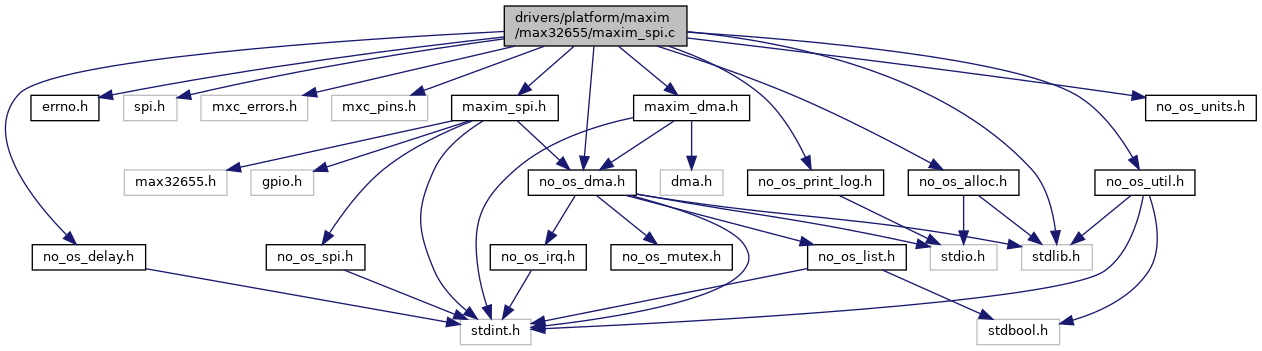 drivers/platform/maxim
/max32655/maxim_spi.c
errno.h
spi.h
mxc_errors.h
mxc_pins.h
maxim_spi.h
maxim_dma.h
no_os_units.h
max32655.h
gpio.h
no_os_dma.h
dma.h
no_os_print_log.h
no_os_alloc.h
no_os_util.h
no_os_delay.h
no_os_spi.h
no_os_irq.h
no_os_mutex.h
no_os_list.h
stdio.h
stdlib.h
stdint.h
stdbool.h